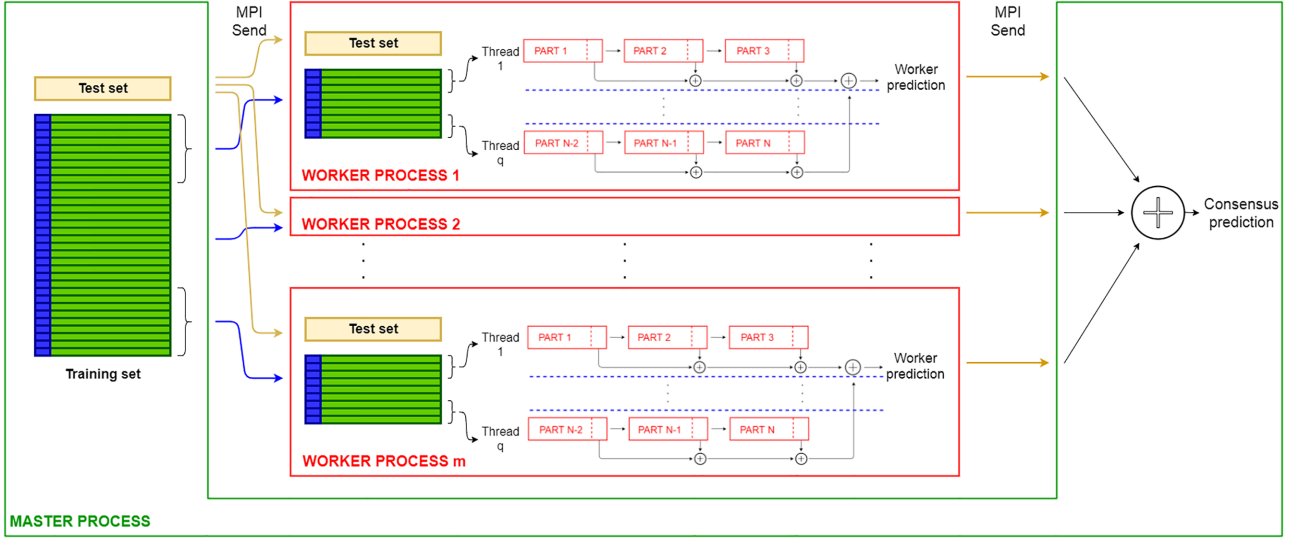 MPI
Send
MPI
Send
Test set
Training set
Test set
Thread
1
PART 1
PART 2
PART 3
Worker
prediction
Thread
q
PART N-2
PART N-1
PART N
WORKER PROCESS 1
WORKER PROCESS 2
Consensus
prediction
Test set
Thread
1
PART 1
PART 2
PART 3
Worker
prediction
Thread
q
PART N-2
PART N-1
PART N
WORKER PROCESS m
MASTER PROCESS